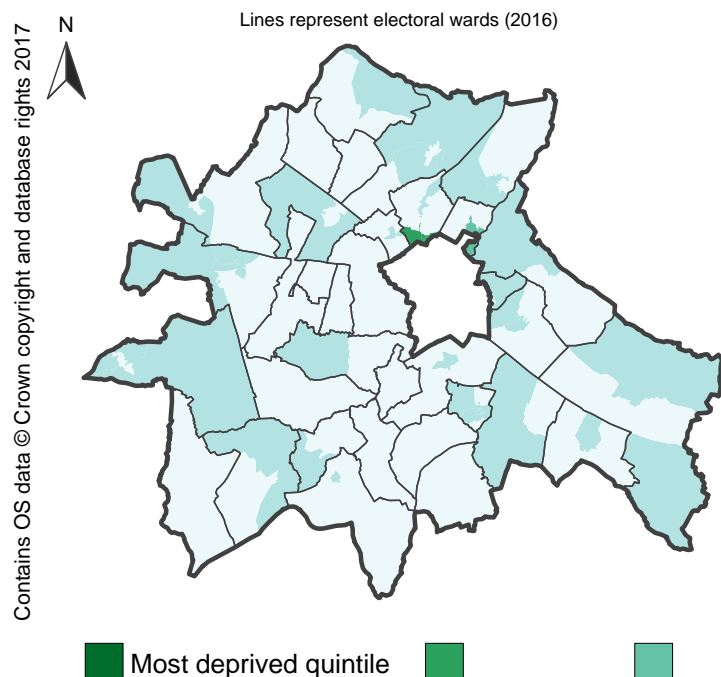 Lines represent electoral wards (2016)
N
Contains OS data © Crown copyright and database rights 2017
Most deprived quintile